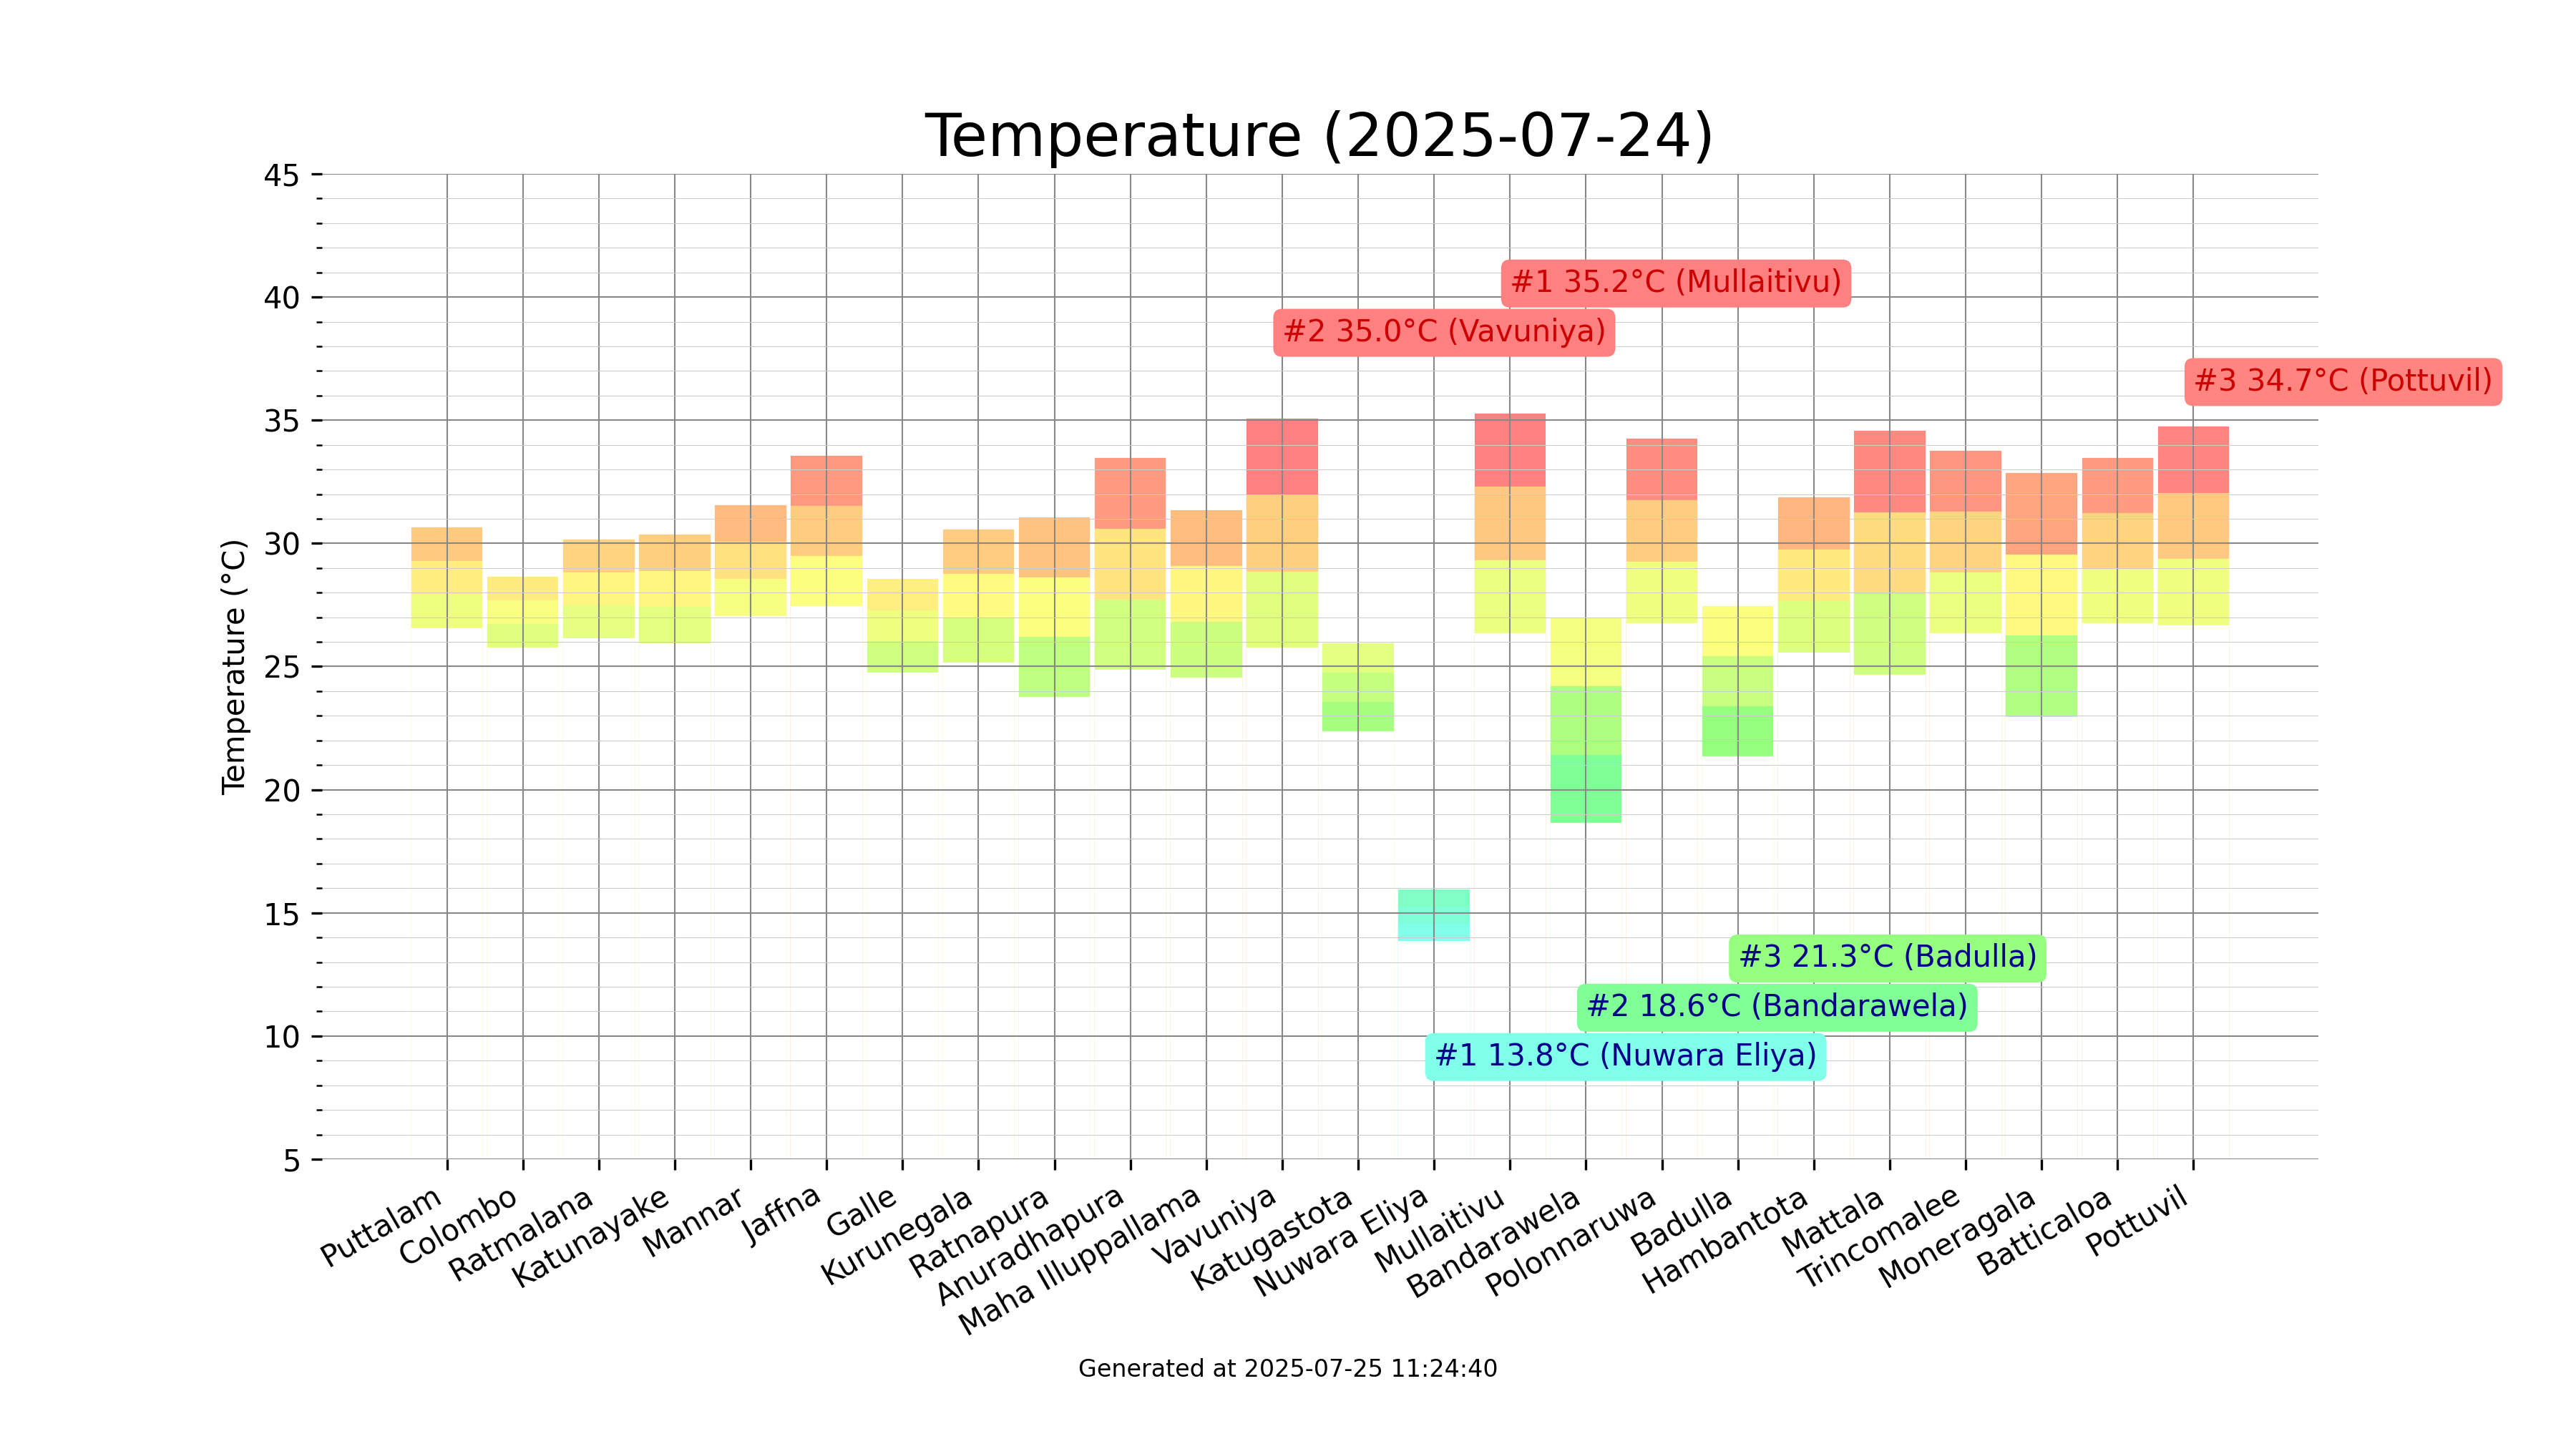 Temperature (2025-07-24)
45
40
35
30
25
20
15
10
5
Temperature (°C)
#1 35.2°C (Mullaitivu)
#2 35.0°C (Vavuniya)
#3 34.7°C (Pottuvil)
#3 21.3°C (Badulla)
#2 18.6°C (Bandarawela)
#1 13.8°C (Nuwara Eliya)
Puttalam
Colombo
Ratmalana
Katunayake
Mannar
Jaffna
Galle
Kurunegala
Ratnapura
Anuradhapura
Maha Illuppallama
Vavuniya
Katugastota
Nuwara Eliya
Mullaitivu
Bandarawela
Polonnaruwa
Badulla
Hambantota
Mattala
Trincomalee
Moneragala
Batticaloa
Pottuvil
Generated at 2025-07-25 11:24:40